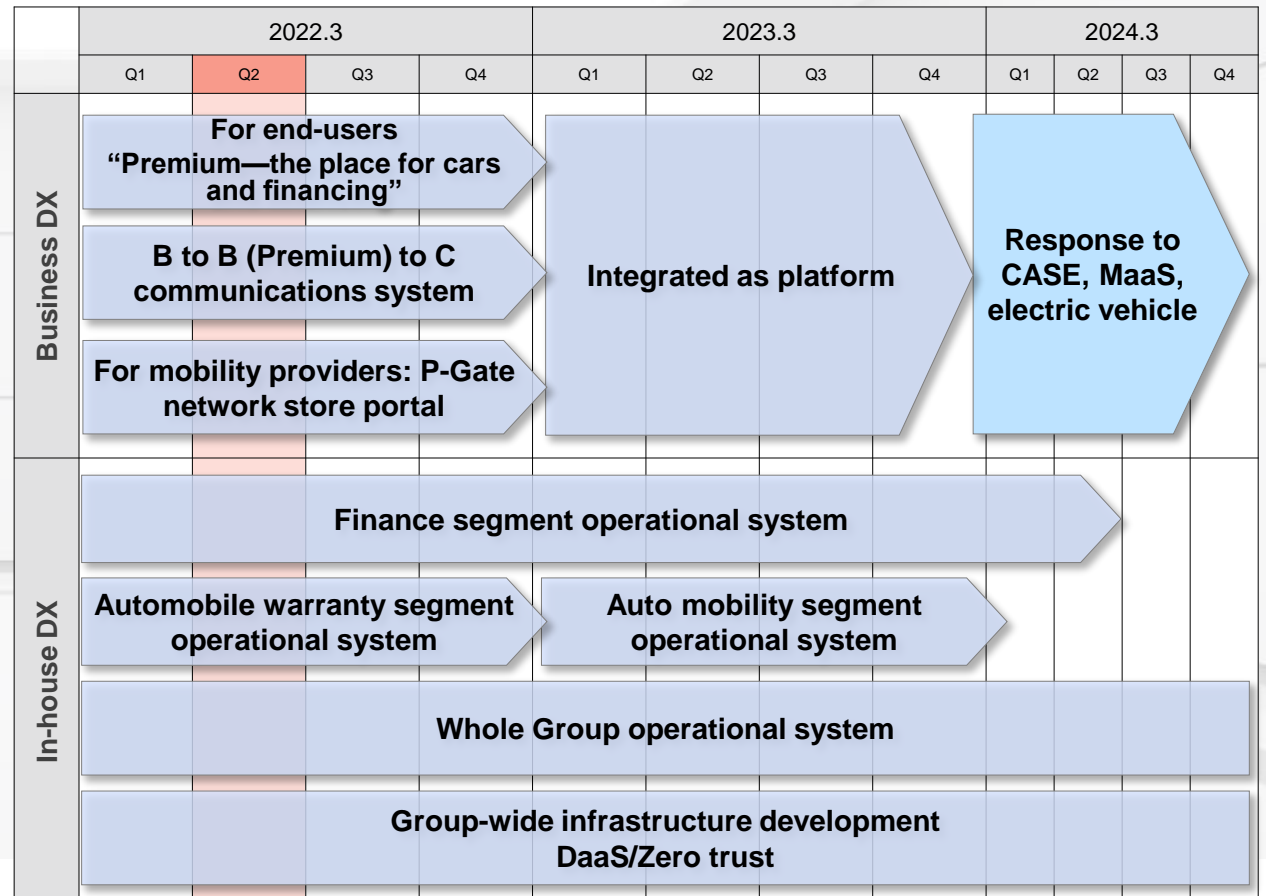 2022.3
2023.3
2024.3
Q1
Q2
Q3
Q4
Q1
Q2
Q3
Q4
Q1
Q2
Q3
Q4
Business DX
For end-users
“Premium—the place for cars
and financing”
B to B (Premium) to C
communications system
For mobility providers: P-Gate
network store portal
Integrated as platform
Response to
CASE, MaaS,
electric vehicle
In-house DX
Finance segment operational system
Automobile warranty segment
operational system
Auto mobility segment
operational system
Whole Group operational system
Group-wide infrastructure development
DaaS/Zero trust